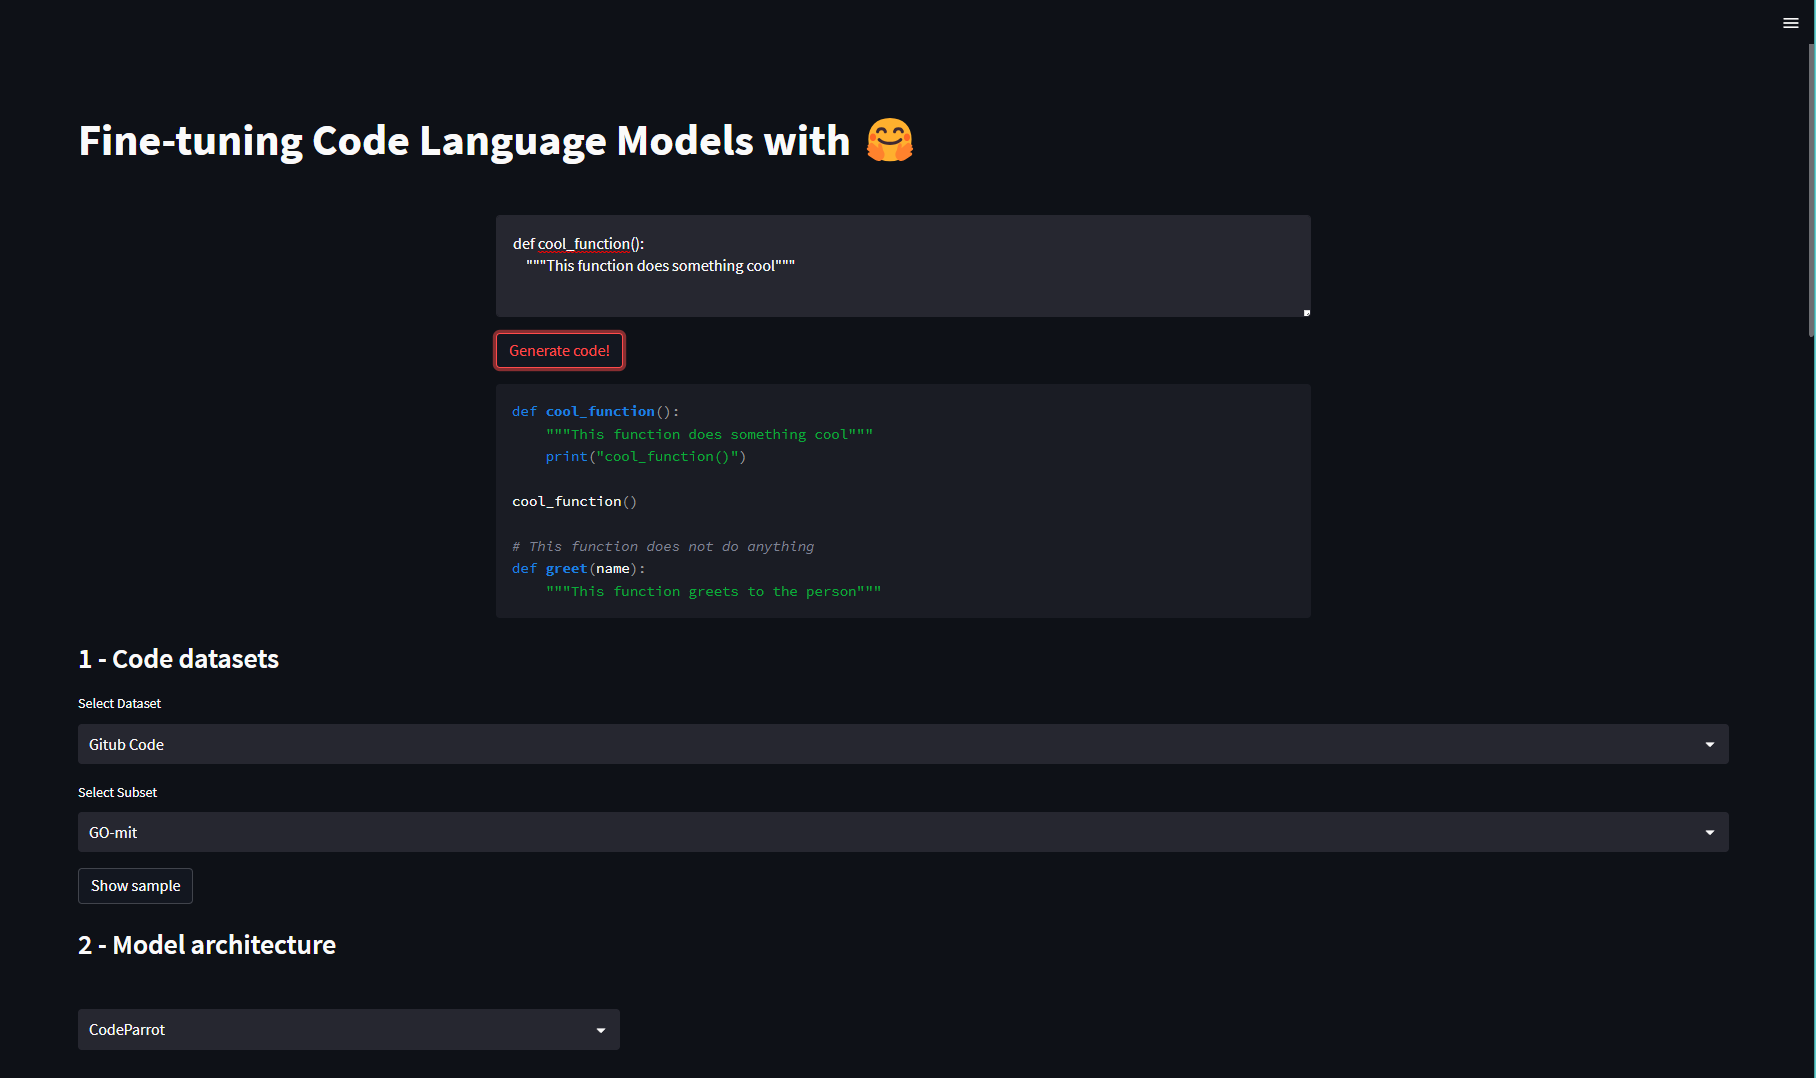 Fine-tuning Code Language Models with 🤗
def cool_function():
    """This function does something cool"""
Generate code!
def cool_function():
    """This function does something cool"""
    print("cool_function()")
cool_function()
# This function does not do anything
def greet(name):
    """This function greets to the person"""
1 - Code datasets
Select Dataset
Gitub Code
Select Subset
GO-mit
Show sample
2 - Model architecture
CodeParrot